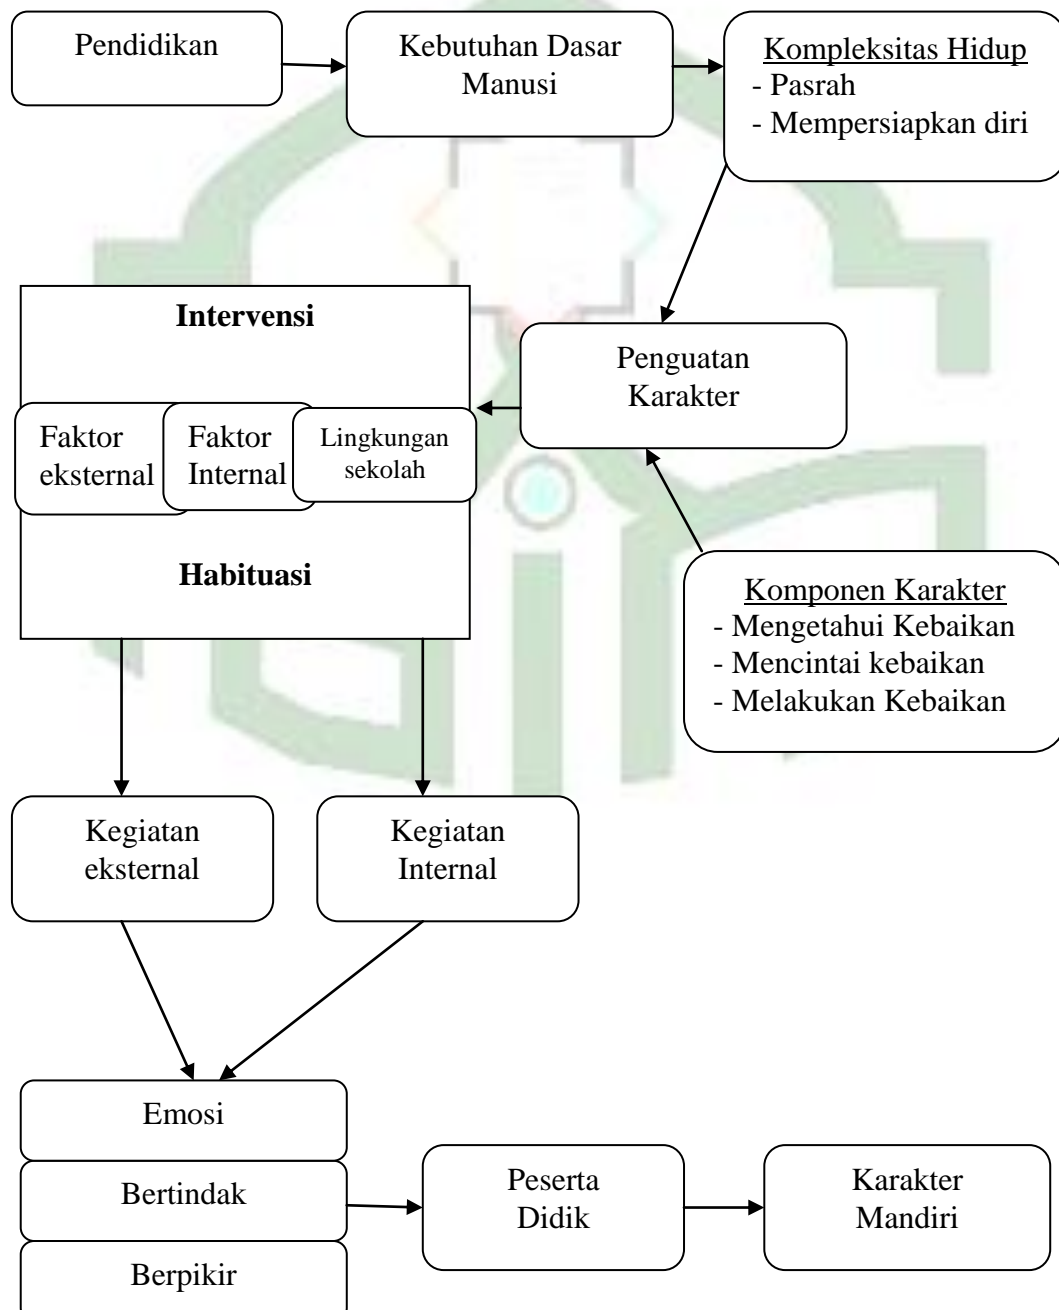 Pendidikan
Kebutuhan Dasar
Manusi
Kompleksitas Hidup
- Pasrah
- Mempersiapkan diri
Intervensi
Penguatan
Karakter
Faktor
eksternal
Faktor
Internal
Lingkungan
sekolah
Habituasi
Komponen Karakter
- Mengetahui Kebaikan
- Mencintai kebaikan
- Melakukan Kebaikan
Kegiatan
eksternal
Kegiatan
Internal
Emosi
Bertindak
Berpikir
Peserta
Didik
Karakter
Mandiri